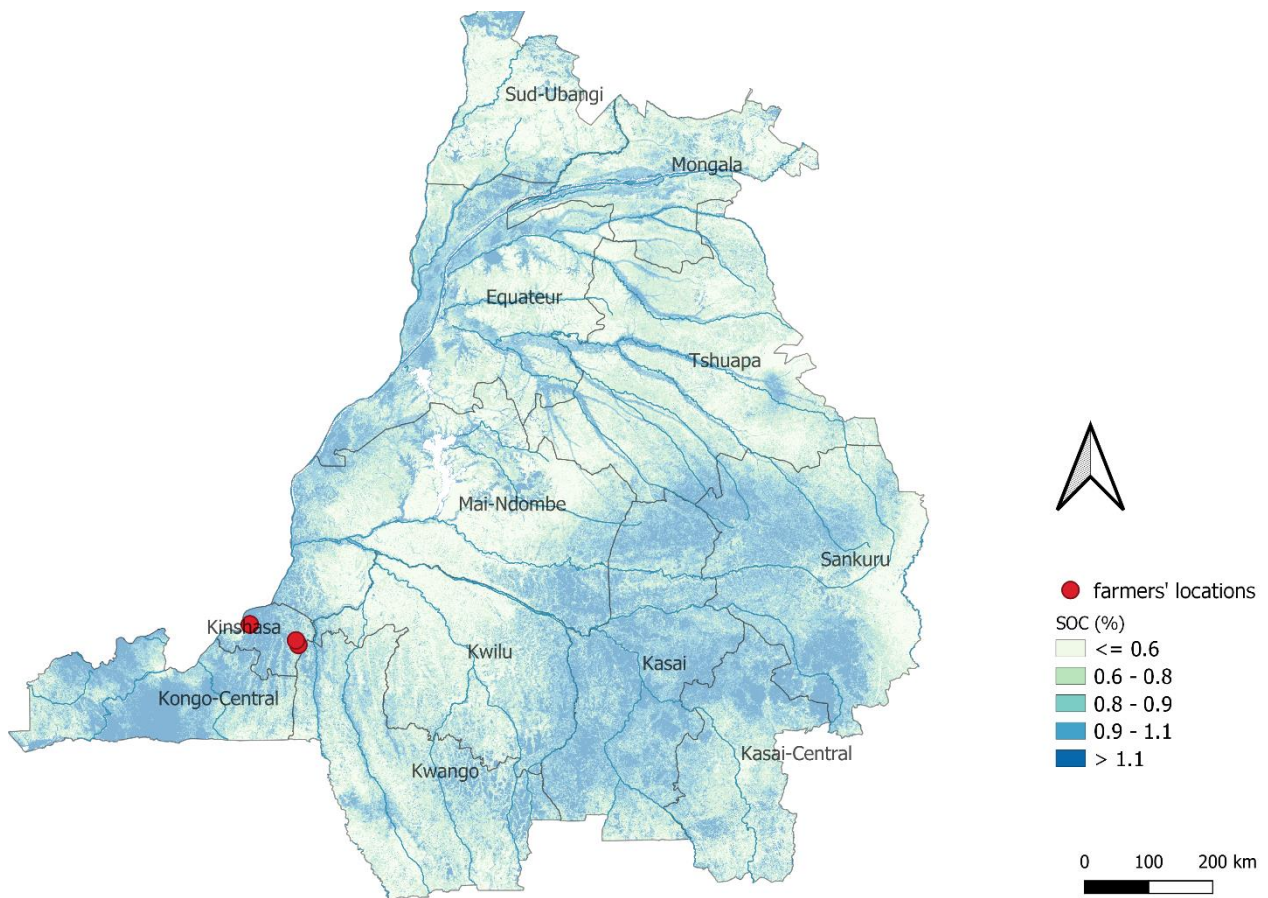 Sud-Ubangi
Mongala
Equateur
Tshuapa
Mai-Ndombe
Sankuru
Kinshasa
Kwilu
Kasai
Kongo-Central
Kasai-Central
Kwango
farmers' locations
SOC (%)
<= 0.6
0.6 - 0.8
0.8 - 0.9
0.9 - 1.1
> 1.1
0 100 200 km